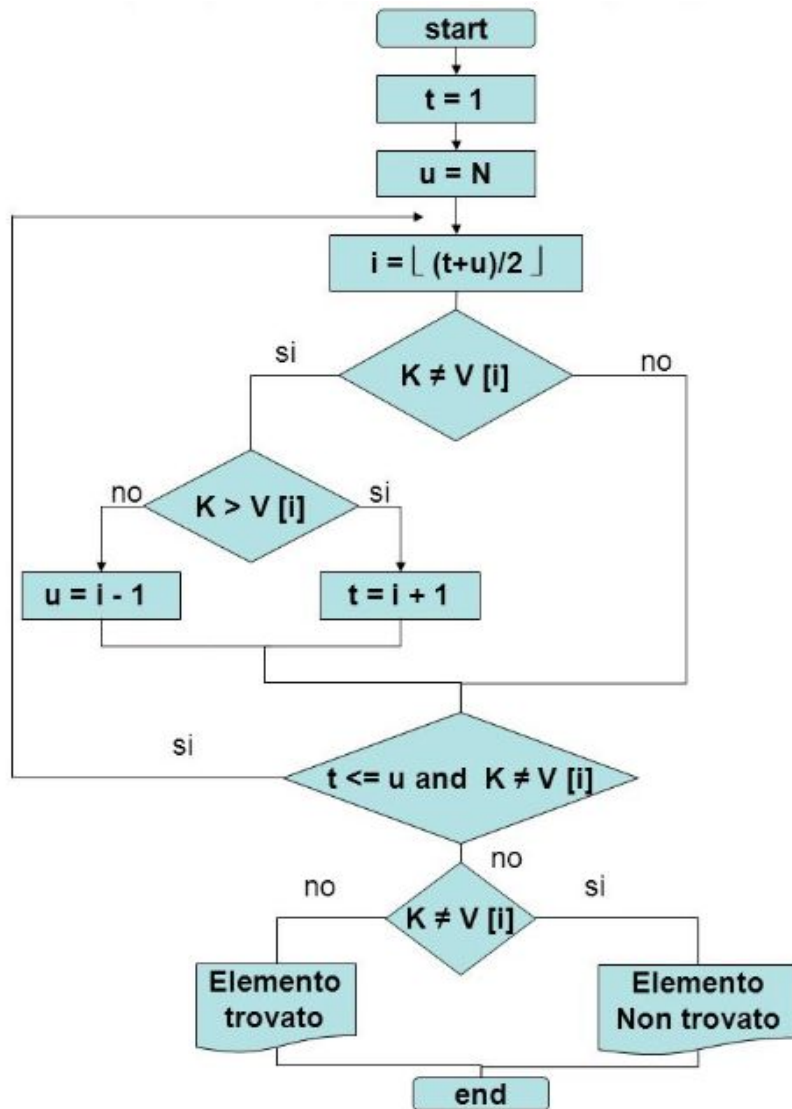 start
t = 1
u = N
i = ⌊ (t+u)/2 ⌋
si
K ≠ V [i]
no
no
K > V [i]
si
u = i - 1
t = i + 1
si
t <= u and K ≠ V [i]
no
no
K ≠ V [i]
si
Elemento
trovato
Elemento
Non trovato
end